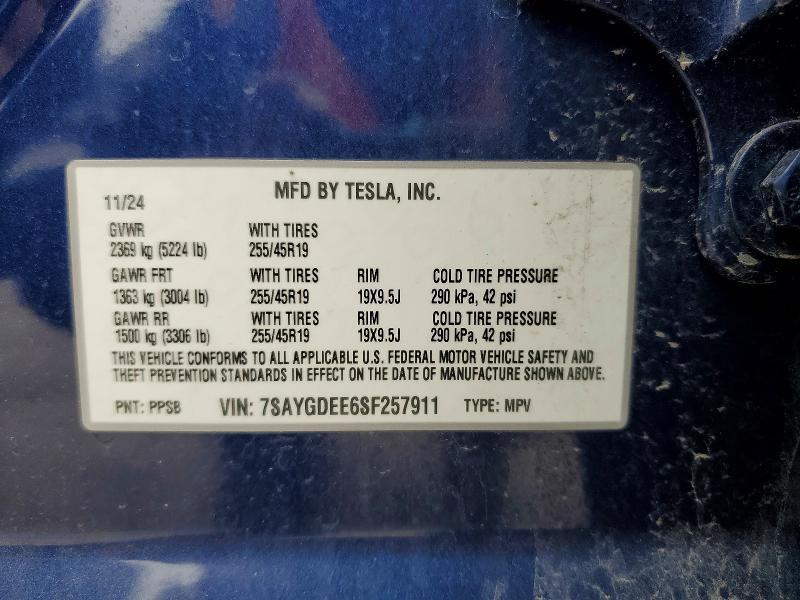 MFD BY TESLA, INC.
11/24
GVWR WITH TIRES
2369 kg (5224 lb) 255/45R19
GAWR FRT WITH TIRES RIM COLD TIRE PRESSURE
1363 kg (3004 lb) 255/45R19 19X9.5J 290 kPa, 42 psi
GAWR RR WITH TIRES RIM COLD TIRE PRESSURE
1500 kg (3306 lb) 255/45R19 19X9.5J 290 kPa, 42 psi
THIS VEHICLE CONFORMS TO ALL APPLICABLE U.S. FEDERAL MOTOR VEHICLE SAFETY AND
THEFT PREVENTION STANDARDS IN EFFECT ON THE DATE OF MANUFACTURE SHOWN ABOVE.
PNT: PPSB VIN: 7SAYGDEE6SF257911 TYPE: MPV